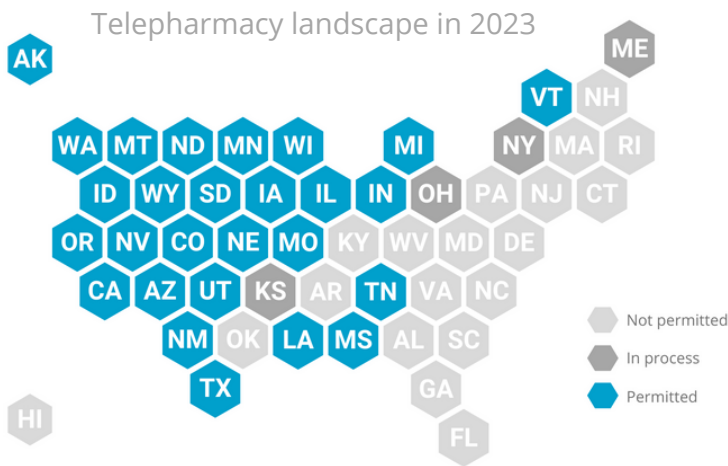 Telepharmacy landscape in 2023
AK
ME
VT NH
WA MT ND MN WI MI NY MA RI
ID WY SD IA IL IN OH PA NJ CT
OR NV CO NE MO KY WV MD DE
CA AZ UT KS AR TN VA NC
NM OK LA MS AL SC
TX GA
HI
FL
Not permitted
In process
Permitted